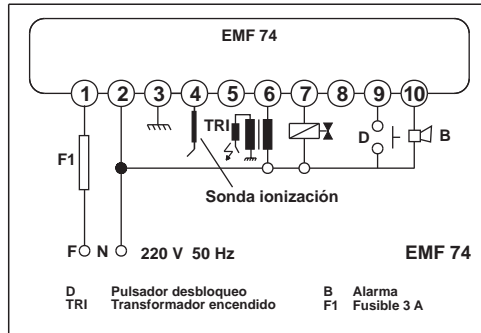 EMF 74
1 2 3 4 5 6 7 8 9 10
TRI
D
B
F1
Sonda ionización
F N 220 V 50 Hz
EMF 74
D Pulsador desbloqueo
TRI Transformador encendido
B Alarma
F1 Fusible 3 A